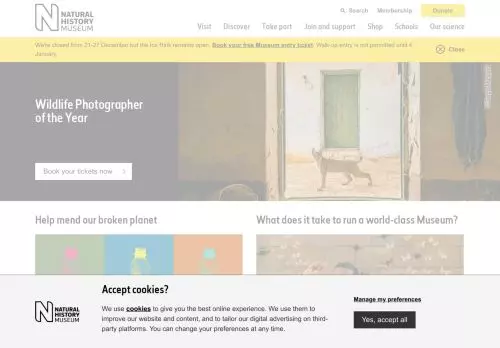 NATURAL
HISTORY
MUSEUM
Search Membership Donate
Visit Discover Take part Join and support Shop Schools Our science
We're closed from 21-27 December but the Ice Rink remains open. Book your free Museum entry ticket. Walk-up entry is not permitted until 4
January.
Close
Wildlife Photographer
of the Year
Book your tickets now
Help mend our broken planet
What does it take to run a world-class Museum?
Accept cookies?
NATURAL
HISTORY
MUSEUM
We use cookies to give you the best online experience. We use them to
improve our website and content, and to tailor our digital advertising on third-
party platforms. You can change your preferences at any time.
Manage my preferences
Yes, accept all